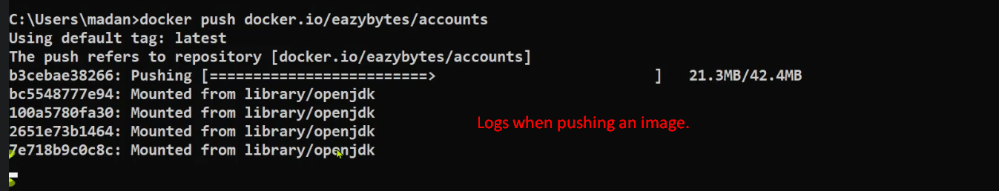 C:\Users\madan>docker push docker.io/eazybytes/accounts
Using default tag: latest
The push refers to repository [docker.io/eazybytes/accounts]
b3cebae38266: Pushing [=========================>                         ]   21.3MB/42.4MB
bc5548777e94: Mounted from library/openjdk
100a5780fa30: Mounted from library/openjdk
Logs when pushing an image.
2651e73b1464: Mounted from library/openjdk
7e718b9c0c8c: Mounted from library/openjdk